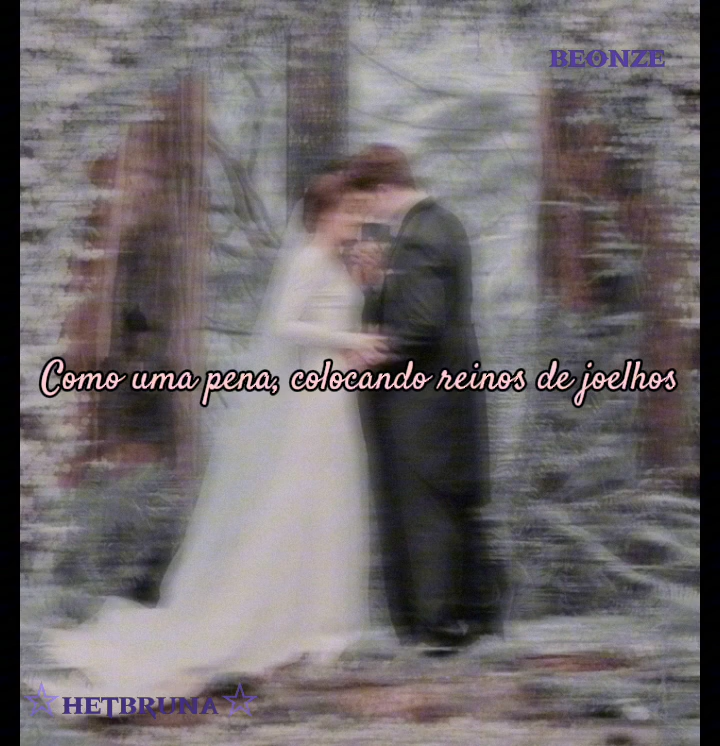 BEONZE
Como uma pena, colocando reinos de joelhos
☆HETBRUNA☆